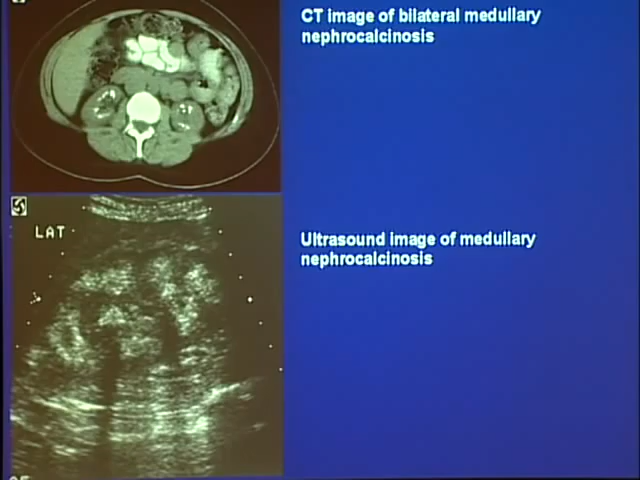 CT image of bilateral medullary
nephrocalcinosis
LAT
Ultrasound image of medullary
nephrocalcinosis